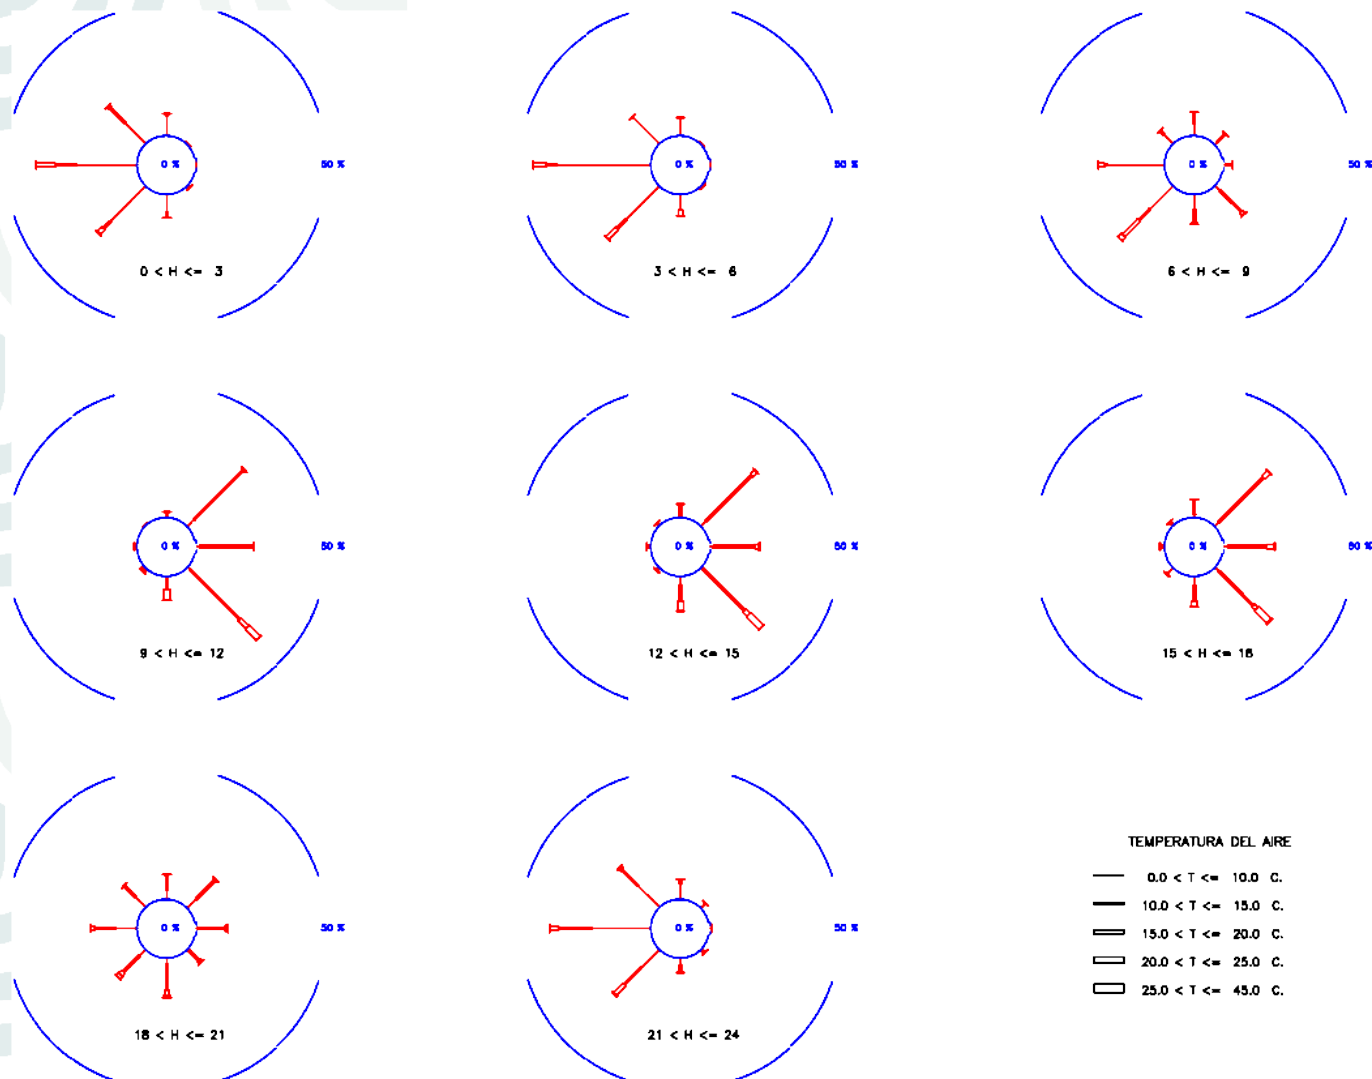 0 % 50 %
0 < H <= 3
0 % 50 %
3 < H <= 6
0 % 50 %
6 < H <= 9
0 % 50 %
9 < H <= 12
0 % 50 %
12 < H <= 15
0 % 50 %
15 < H <= 18
0 % 50 %
18 < H <= 21
0 % 50 %
21 < H <= 24
TEMPERATURA DEL AIRE
0.0 < T <= 10.0 C.
10.0 < T <= 15.0 C.
15.0 < T <= 20.0 C.
20.0 < T <= 25.0 C.
25.0 < T <= 45.0 C.